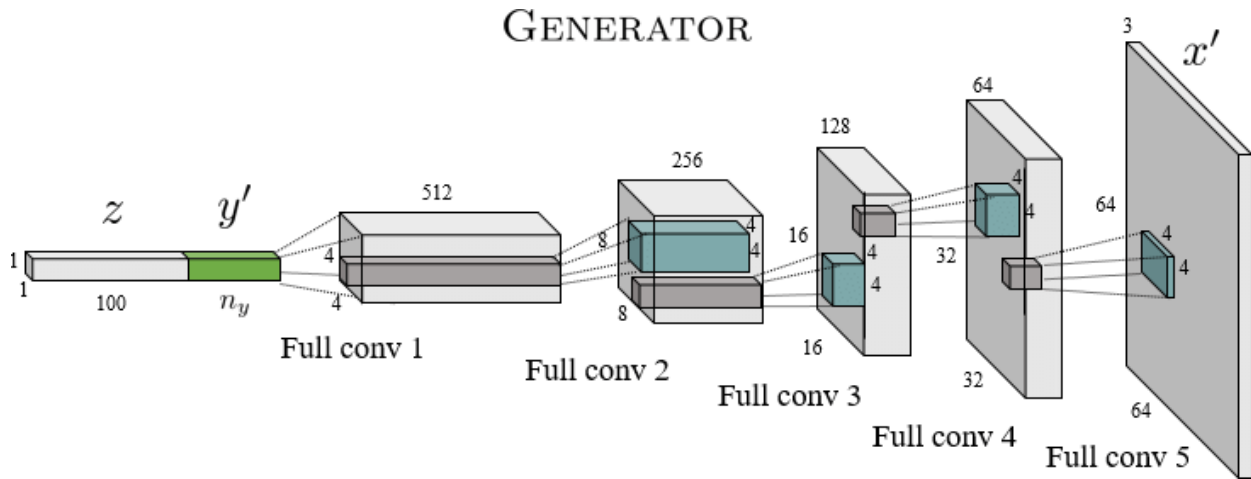 GENERATOR
z
y′
1
1
100
n_y
512
4
4
Full conv 1
256
8
8
4
4
Full conv 2
128
16
16
4
4
Full conv 3
64
32
32
4
4
Full conv 4
3
x′
64
64
4
4
Full conv 5